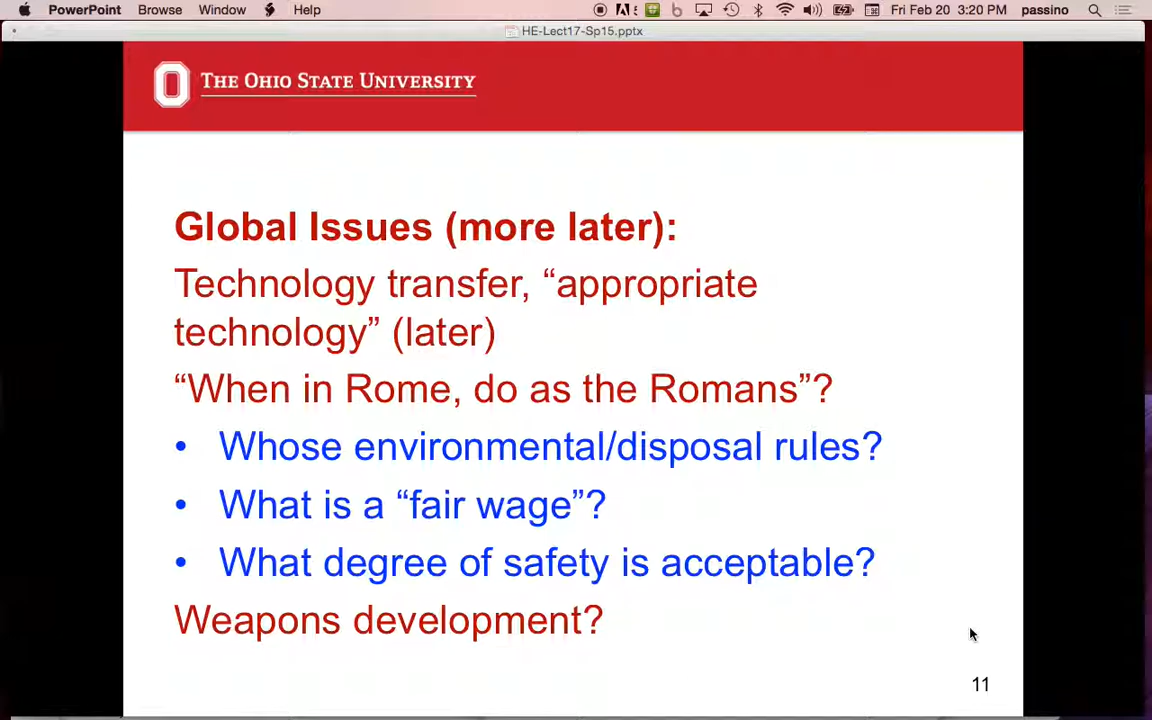 PowerPoint Browse Window Help Fri Feb 20 3:20 PM passino
HE-Lect17-Sp15.pptx
THE OHIO STATE UNIVERSITY
Global Issues (more later):
Technology transfer, “appropriate
technology” (later)
“When in Rome, do as the Romans”?
• Whose environmental/disposal rules?
• What is a “fair wage”?
• What degree of safety is acceptable?
Weapons development?
11